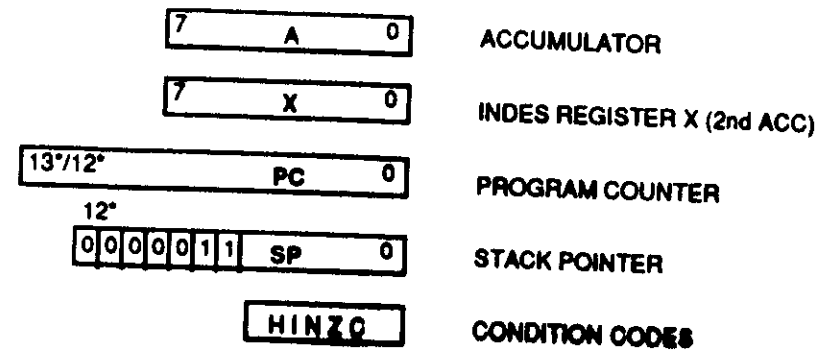 7 A 0 ACCUMULATOR
7 X 0 INDES REGISTER X (2nd ACC)
13*/12* PC 0 PROGRAM COUNTER
12*
0 0 0 0 0 1 1 SP 0 STACK POINTER
HINZC CONDITION CODES